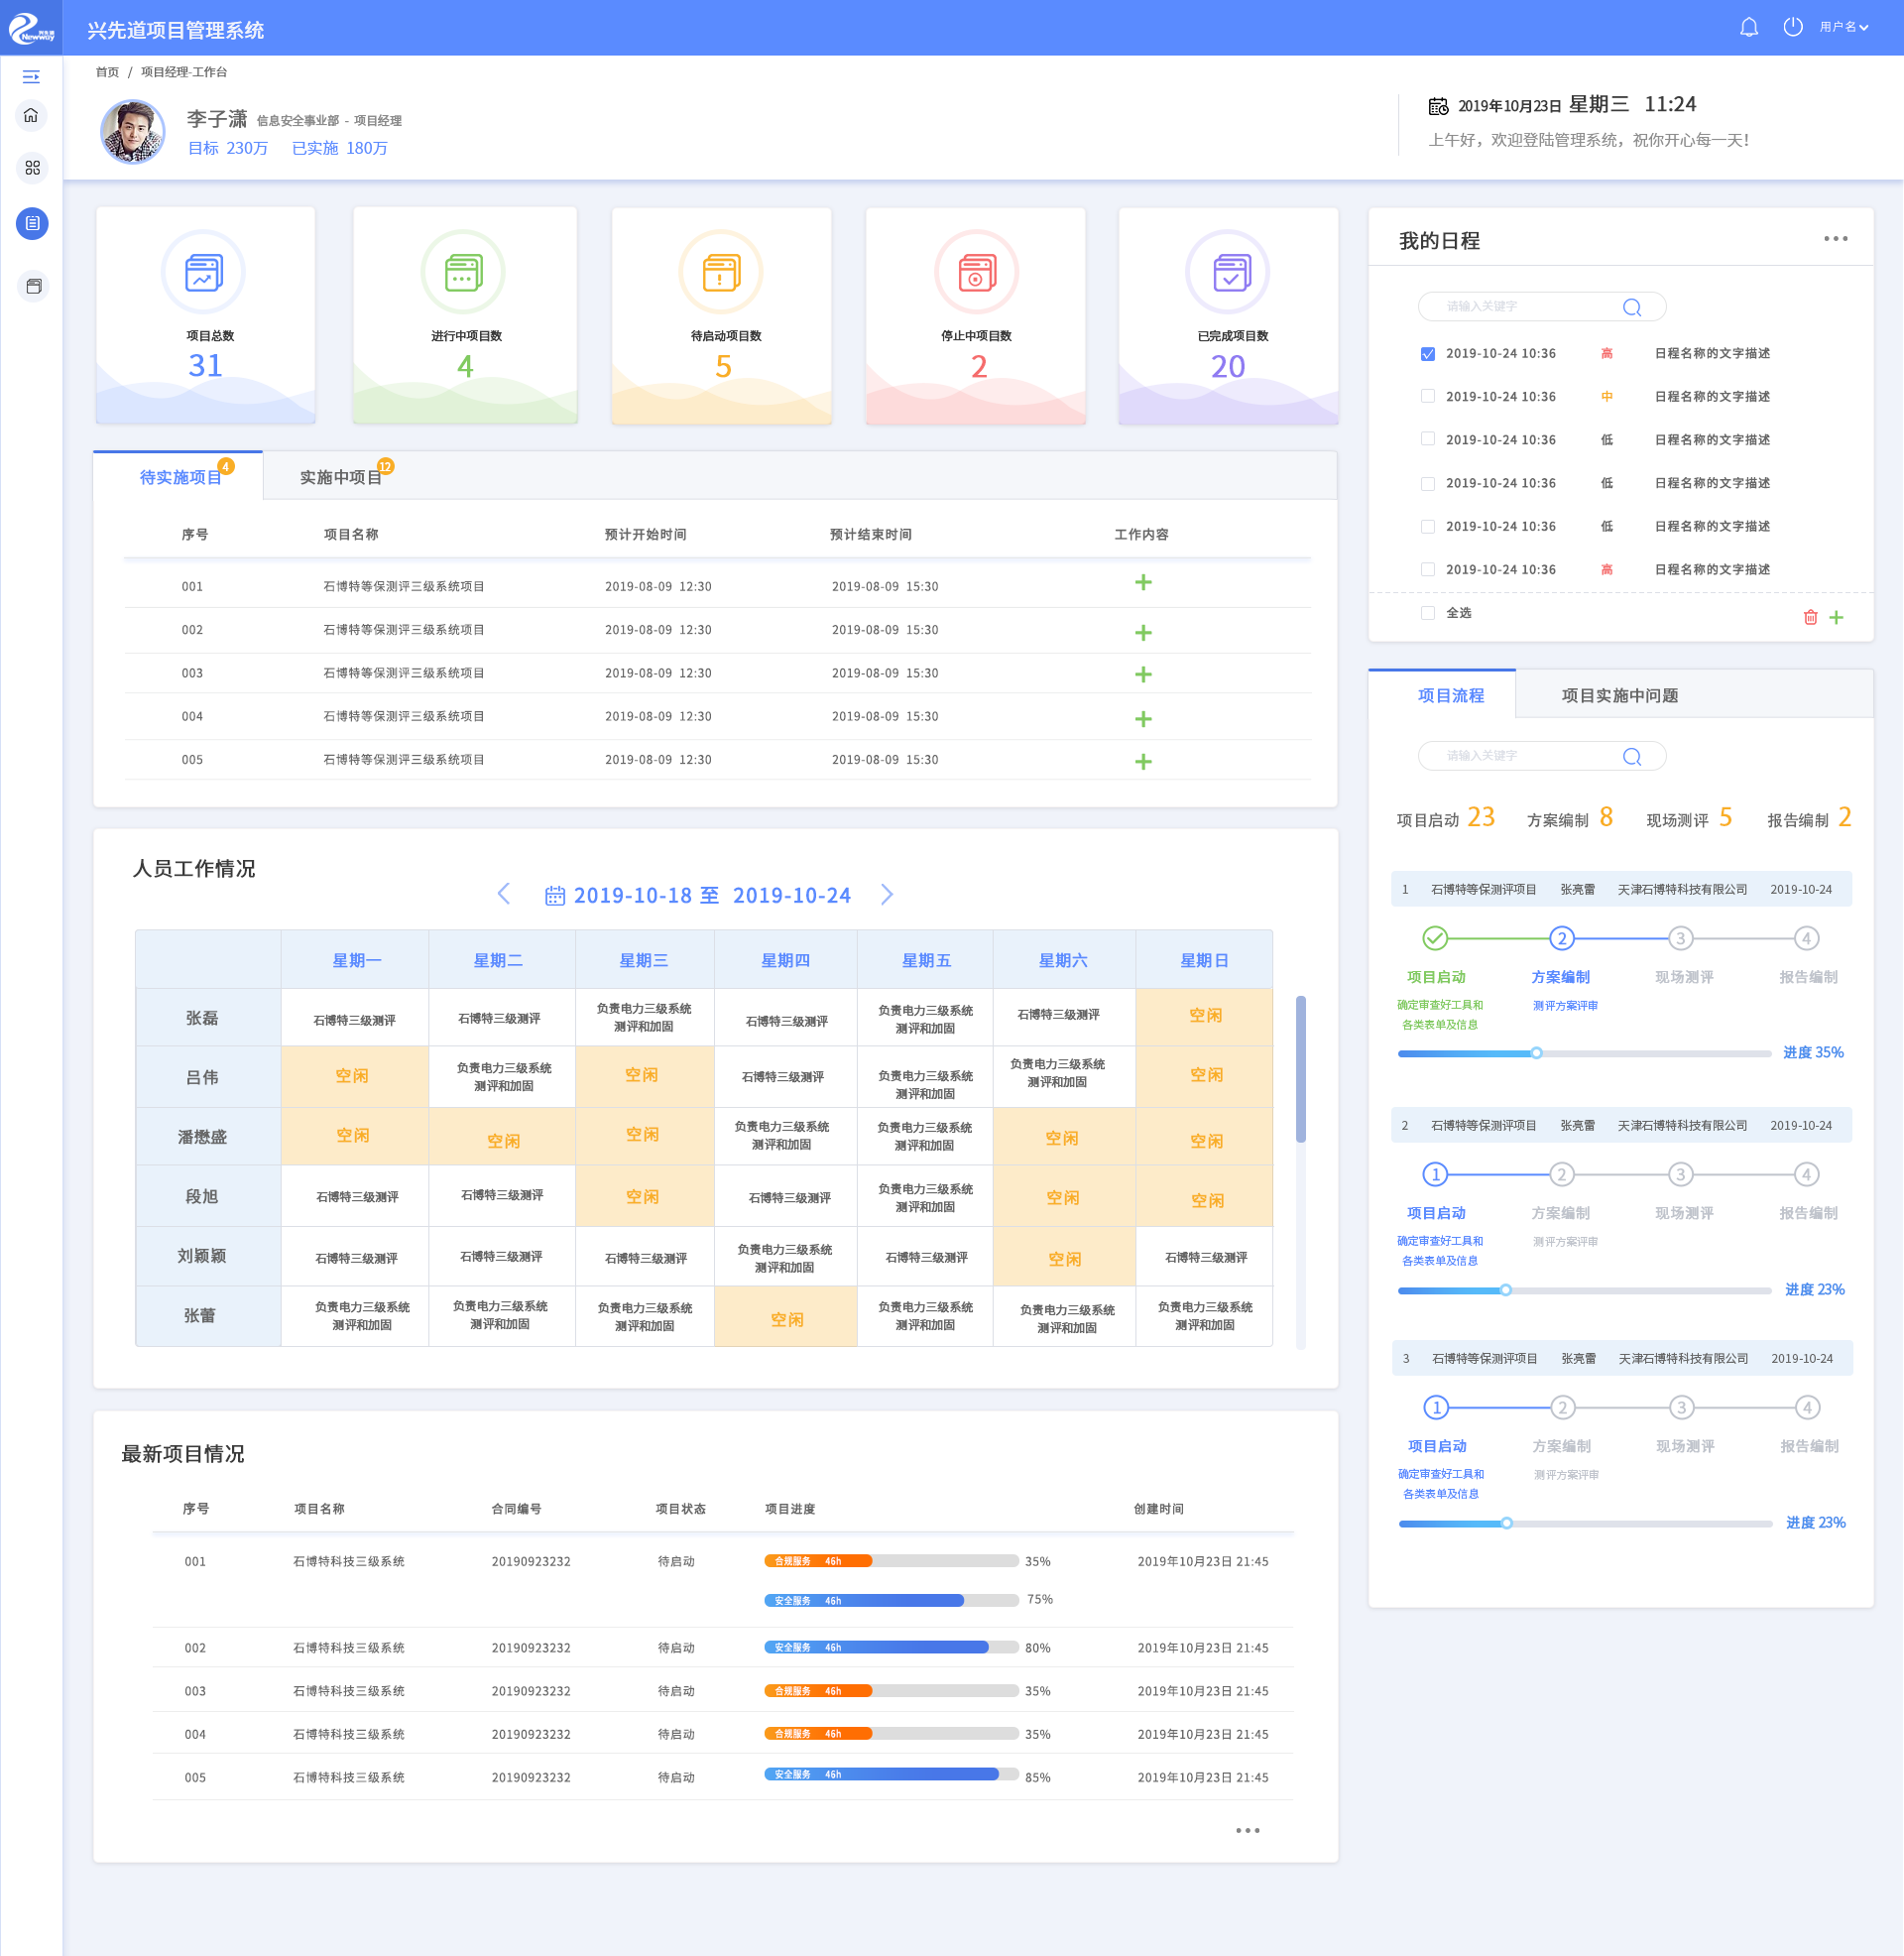 Newway 兴先道项目管理系统 用户名
首页 / 项目经理-工作台
李子潇 信息安全事业部 - 项目经理
目标 230万 已实施 180万
2019年10月23日 星期三 11:24
上午好，欢迎登陆管理系统，祝你开心每一天！
项目总数
31
进行中项目数
4
待启动项目数
5
停止中项目数
2
已完成项目数
20
待实施项目 4 实施中项目 12
序号 项目名称 预计开始时间 预计结束时间 工作内容
001 石博特等保测评三级系统项目 2019-08-09 12:30 2019-08-09 15:30
002 石博特等保测评三级系统项目 2019-08-09 12:30 2019-08-09 15:30
003 石博特等保测评三级系统项目 2019-08-09 12:30 2019-08-09 15:30
004 石博特等保测评三级系统项目 2019-08-09 12:30 2019-08-09 15:30
005 石博特等保测评三级系统项目 2019-08-09 12:30 2019-08-09 15:30
人员工作情况
2019-10-18 至 2019-10-24
星期一 星期二 星期三 星期四 星期五 星期六 星期日
张磊 石博特三级测评 石博特三级测评 负责电力三级系统测评和加固 石博特三级测评 负责电力三级系统测评和加固 石博特三级测评 空闲
吕伟 空闲 负责电力三级系统测评和加固 空闲 石博特三级测评 负责电力三级系统测评和加固 负责电力三级系统测评和加固 空闲
潘懋盛 空闲 空闲 空闲 负责电力三级系统测评和加固 负责电力三级系统测评和加固 空闲 空闲
段旭 石博特三级测评 石博特三级测评 空闲 石博特三级测评 负责电力三级系统测评和加固 空闲 空闲
刘颖颖 石博特三级测评 石博特三级测评 石博特三级测评 负责电力三级系统测评和加固 石博特三级测评 空闲 石博特三级测评
张蕾 负责电力三级系统测评和加固 负责电力三级系统测评和加固 负责电力三级系统测评和加固 空闲 负责电力三级系统测评和加固 负责电力三级系统测评和加固 负责电力三级系统测评和加固
最新项目情况
序号 项目名称 合同编号 项目状态 项目进度 创建时间
001 石博特科技三级系统 20190923232 待启动 合规服务 46h 35% 2019年10月23日 21:45
安全服务 46h 75%
002 石博特科技三级系统 20190923232 待启动 安全服务 46h 80% 2019年10月23日 21:45
003 石博特科技三级系统 20190923232 待启动 合规服务 46h 35% 2019年10月23日 21:45
004 石博特科技三级系统 20190923232 待启动 合规服务 46h 35% 2019年10月23日 21:45
005 石博特科技三级系统 20190923232 待启动 安全服务 46h 85% 2019年10月23日 21:45
我的日程
请输入关键字
2019-10-24 10:36 高 日程名称的文字描述
2019-10-24 10:36 中 日程名称的文字描述
2019-10-24 10:36 低 日程名称的文字描述
2019-10-24 10:36 低 日程名称的文字描述
2019-10-24 10:36 低 日程名称的文字描述
2019-10-24 10:36 高 日程名称的文字描述
全选
项目流程 项目实施中问题
请输入关键字
项目启动 23 方案编制 8 现场测评 5 报告编制 2
1 石博特等保测评项目 张亮雷 天津石博特科技有限公司 2019-10-24
2 3 4
项目启动 方案编制 现场测评 报告编制
确定审查好工具和 测评方案评审
各类表单及信息
进度 35%
2 石博特等保测评项目 张亮雷 天津石博特科技有限公司 2019-10-24
1 2 3 4
项目启动 方案编制 现场测评 报告编制
确定审查好工具和 测评方案评审
各类表单及信息
进度 23%
3 石博特等保测评项目 张亮雷 天津石博特科技有限公司 2019-10-24
1 2 3 4
项目启动 方案编制 现场测评 报告编制
确定审查好工具和 测评方案评审
各类表单及信息
进度 23%